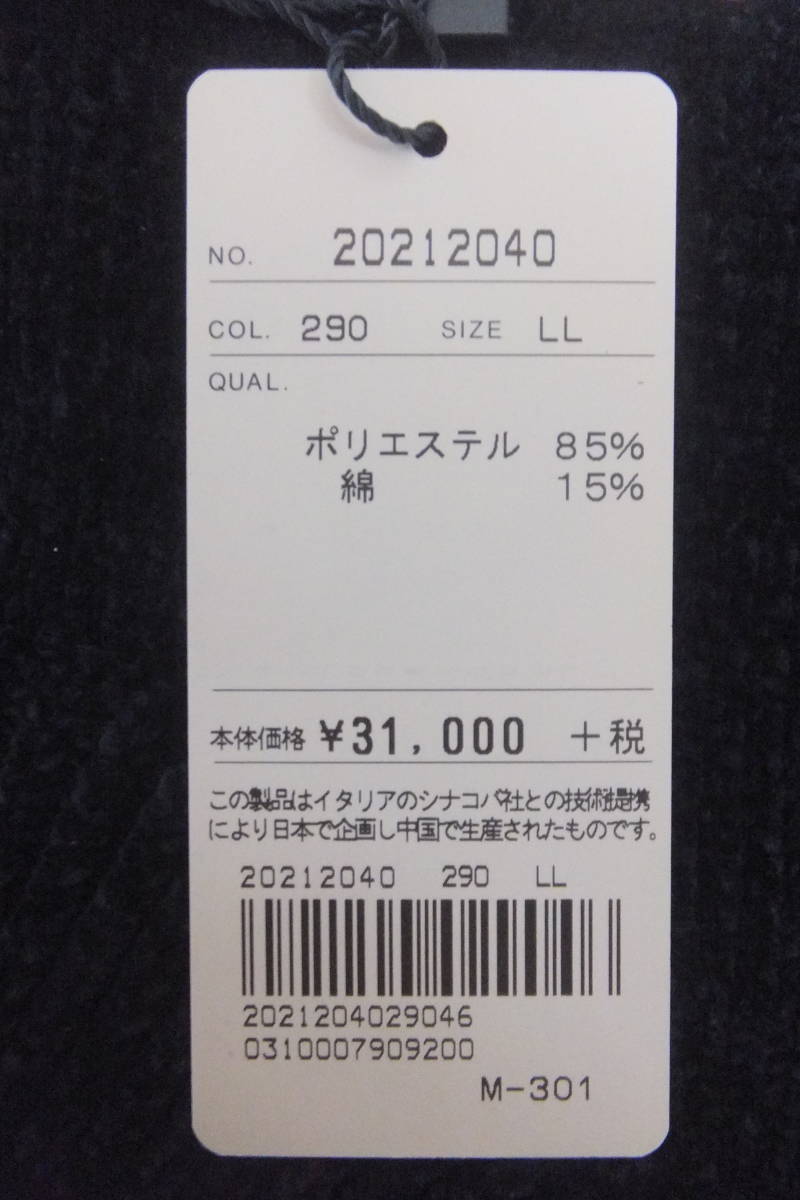 NO. 20212040
COL. 290 SIZE LL
QUAL.
ポリエステル 85%
綿 15%
本体価格 ¥31,000 +税
この製品はイタリアのシナコバ社との技術提携
により日本で企画し中国で生産されたものです。
20212040 290 LL
2021204029046
0310007909200
M-301